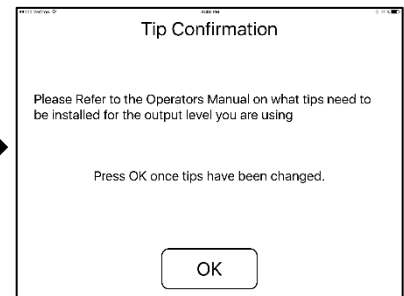 Tip Confirmation
Please Refer to the Operators Manual on what tips need to
be installed for the output level you are using
Press OK once tips have been changed.
OK